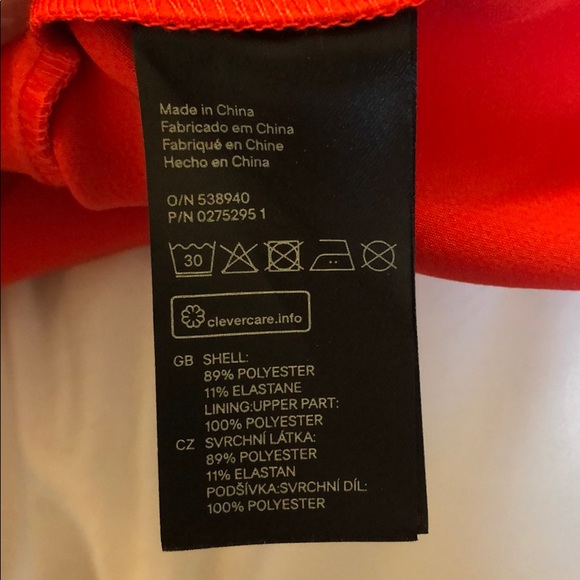 Made in China
Fabricado em China
Fabriqué en Chine
Hecho en China
O/N 538940
P/N 0275295 1
30
clevercare.info
GB SHELL:
89% POLYESTER
11% ELASTANE
LINING:UPPER PART:
100% POLYESTER
CZ SVRCHNÍ LÁTKA:
89% POLYESTER
11% ELASTAN
PODŠÍVKA:SVRCHNÍ DÍL:
100% POLYESTER